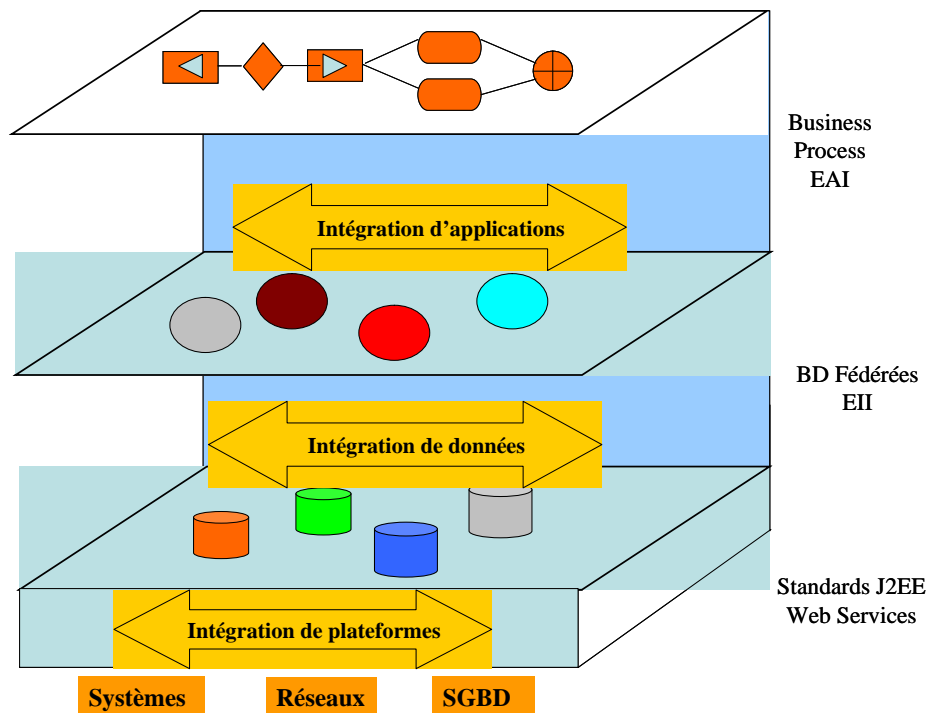 Business
Process
EAI
Intégration d'applications
BD Fédérées
EII
Intégration de données
Standards J2EE
Web Services
Intégration de plateformes
Systèmes
Réseaux
SGBD